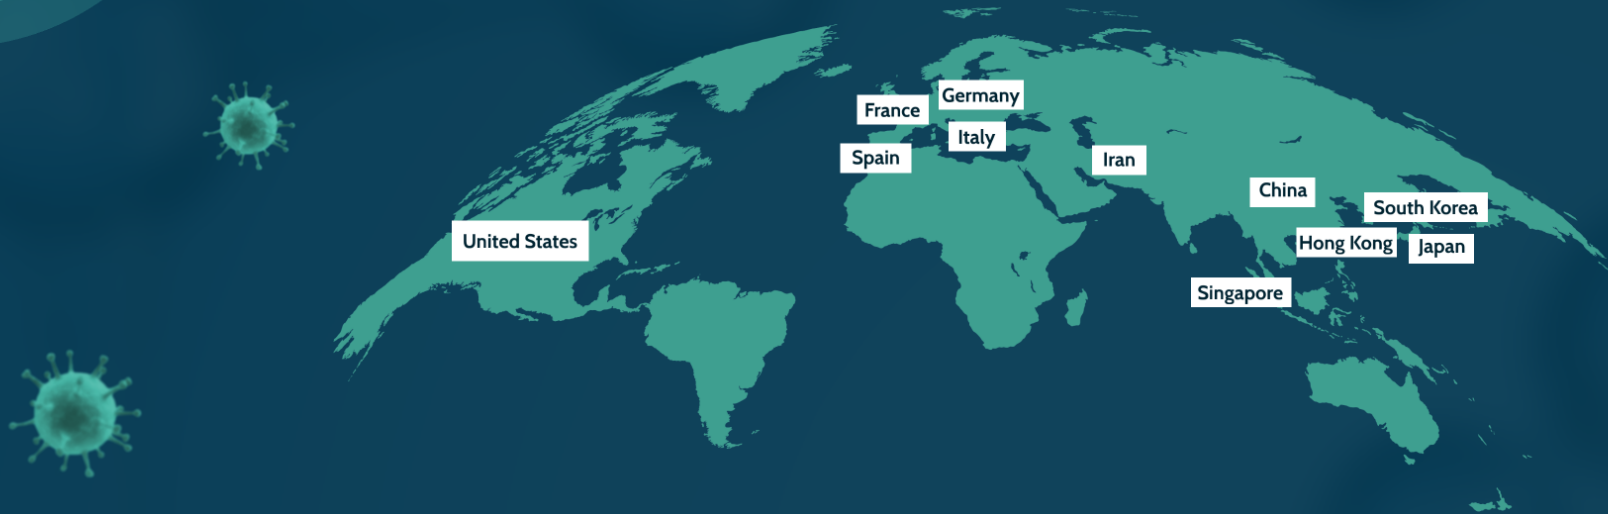 Germany
France
Italy
Spain
Iran
China
South Korea
United States
Hong Kong
Japan
Singapore